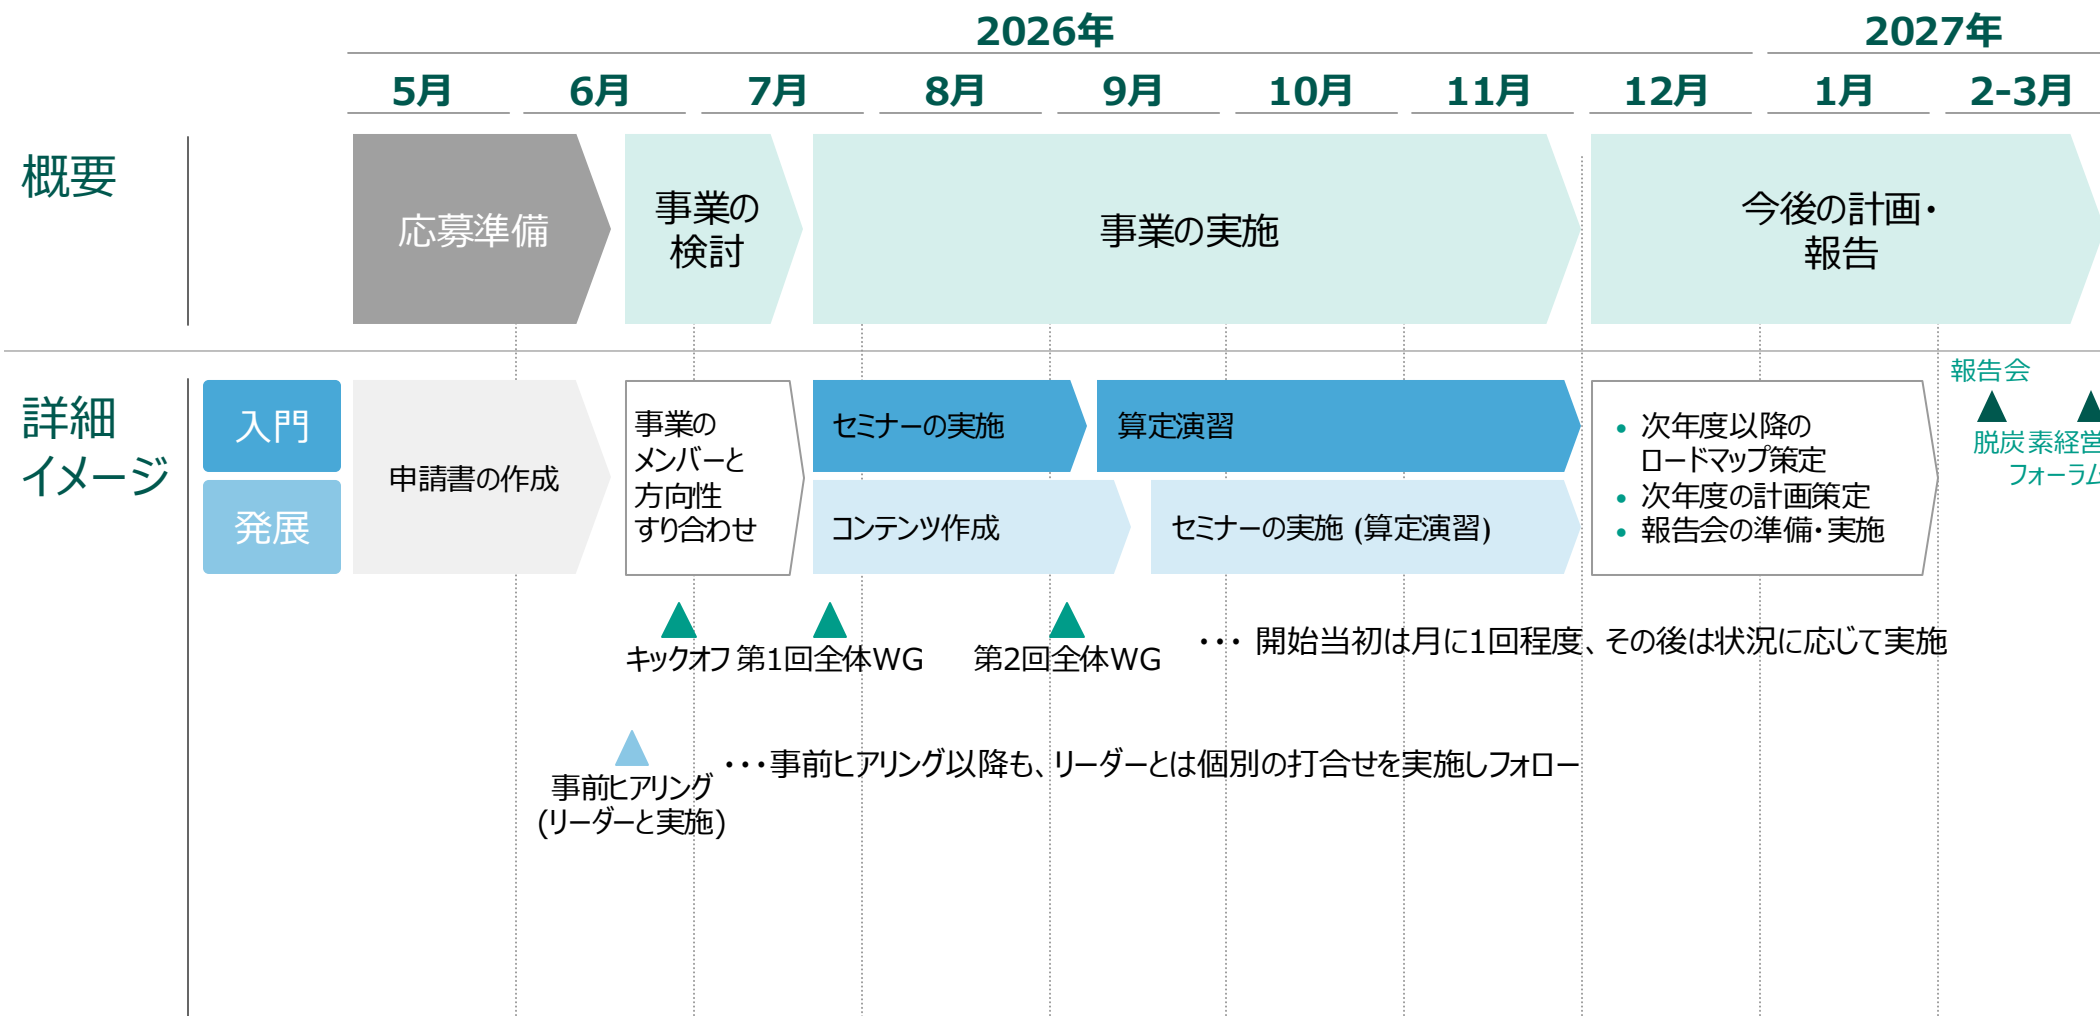 2026年
2027年
5月
6月
7月
8月
9月
10月
11月
12月
1月
2-3月
概要
応募準備
事業の
検討
事業の実施
今後の計画・
報告
詳細
イメージ
入門
発展
申請書の作成
事業の
メンバーと
方向性
すり合わせ
セミナーの実施
算定演習
コンテンツ作成
セミナーの実施 (算定演習)
• 次年度以降の
ロードマップ策定
• 次年度の計画策定
• 報告会の準備・実施
報告会
脱炭素経営
フォーラム
キックオフ
第1回全体WG
第2回全体WG
・・・ 開始当初は月に1回程度、その後は状況に応じて実施
事前ヒアリング
(リーダーと実施)
・・・事前ヒアリング以降も、リーダーとは個別の打合せを実施しフォロー